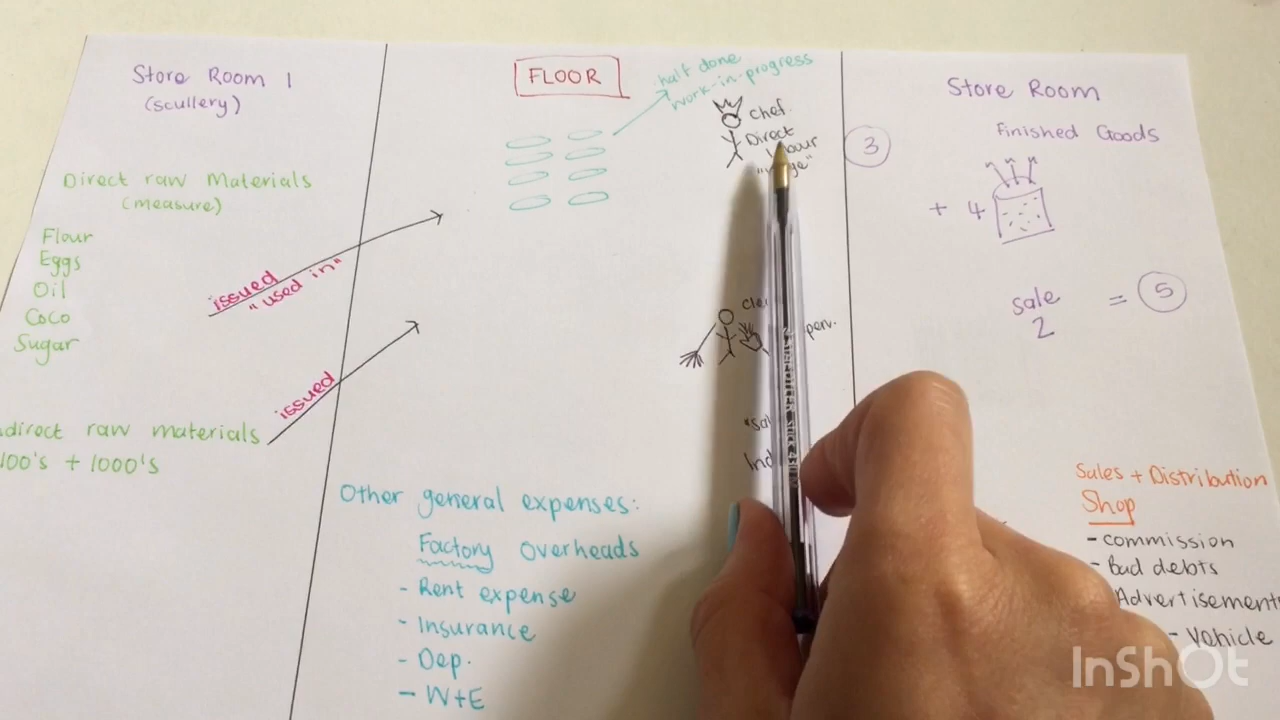 Store Room 1
(scullery)
Direct raw Materials
(measure)
Flour
Eggs
Oil
Coco
Sugar
issued
"used in"
issued
direct raw materials
100's + 1000's
FLOOR
half done
work-in-progress
chef.
Direct
Other general expenses:
Factory overheads
- Rent expense
- Insurance
- Dep.
- W+E
3
Store Room
Finished Goods
+ 4
sale
2
= 5
Sales + Distribution
Shop
- commission
- Bad debts
Advertisement
- Vehicle
InShOt